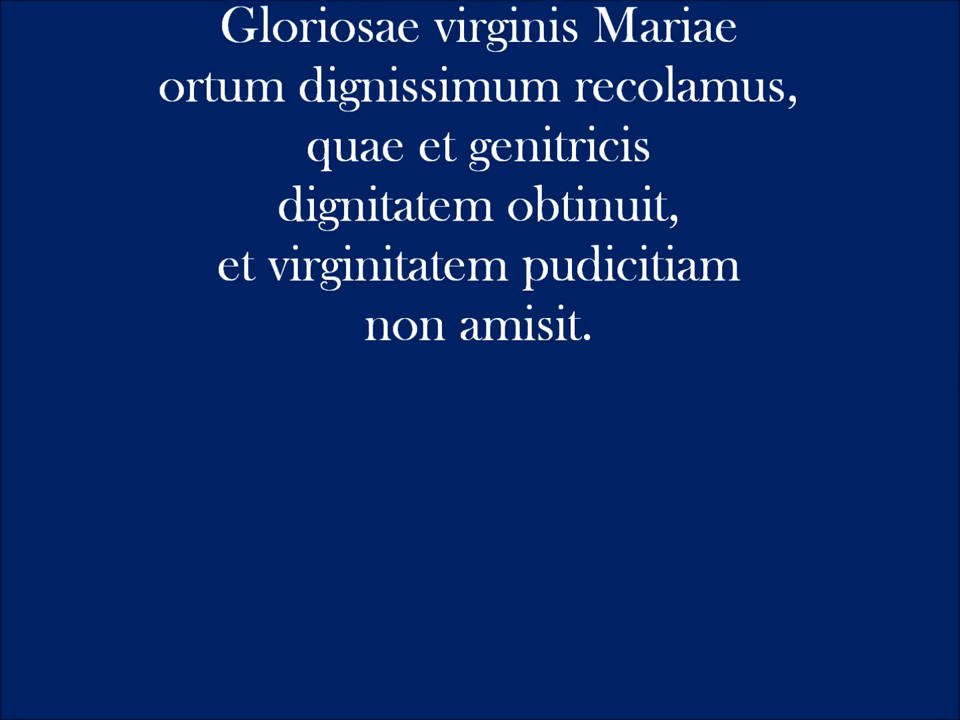 Gloriosae virginis Mariae
ortum dignissimum recolamus,
quae et genitricis
dignitatem obtinuit,
et virginitatem pudicitiam
non amisit.